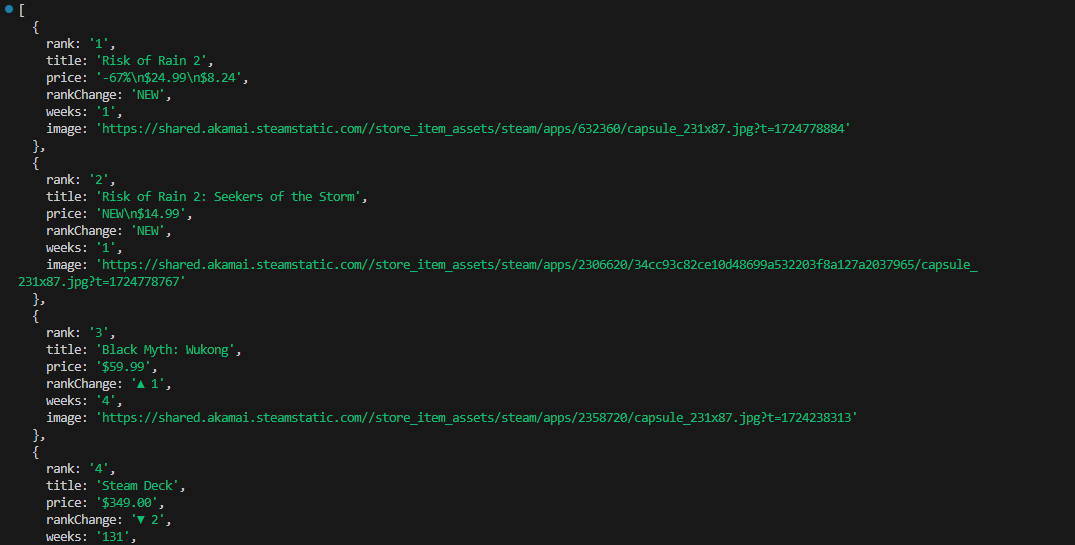 [
  {
    rank: '1',
    title: 'Risk of Rain 2',
    price: '-67%\n$24.99\n$8.24',
    rankChange: 'NEW',
    weeks: '1',
    image: 'https://shared.akamai.steamstatic.com//store_item_assets/steam/apps/632360/capsule_231x87.jpg?t=1724778884'
  },
  {
    rank: '2',
    title: 'Risk of Rain 2: Seekers of the Storm',
    price: 'NEW\n$14.99',
    rankChange: 'NEW',
    weeks: '1',
    image: 'https://shared.akamai.steamstatic.com//store_item_assets/steam/apps/2306620/34cc93c82ce10d48699a532203f8a127a2037965/capsule_
231x87.jpg?t=1724778767'
  },
  {
    rank: '3',
    title: 'Black Myth: Wukong',
    price: '$59.99',
    rankChange: '▲ 1',
    weeks: '4',
    image: 'https://shared.akamai.steamstatic.com//store_item_assets/steam/apps/2358720/capsule_231x87.jpg?t=1724238313'
  },
  {
    rank: '4',
    title: 'Steam Deck',
    price: '$349.00',
    rankChange: '▼ 2',
    weeks: '131',